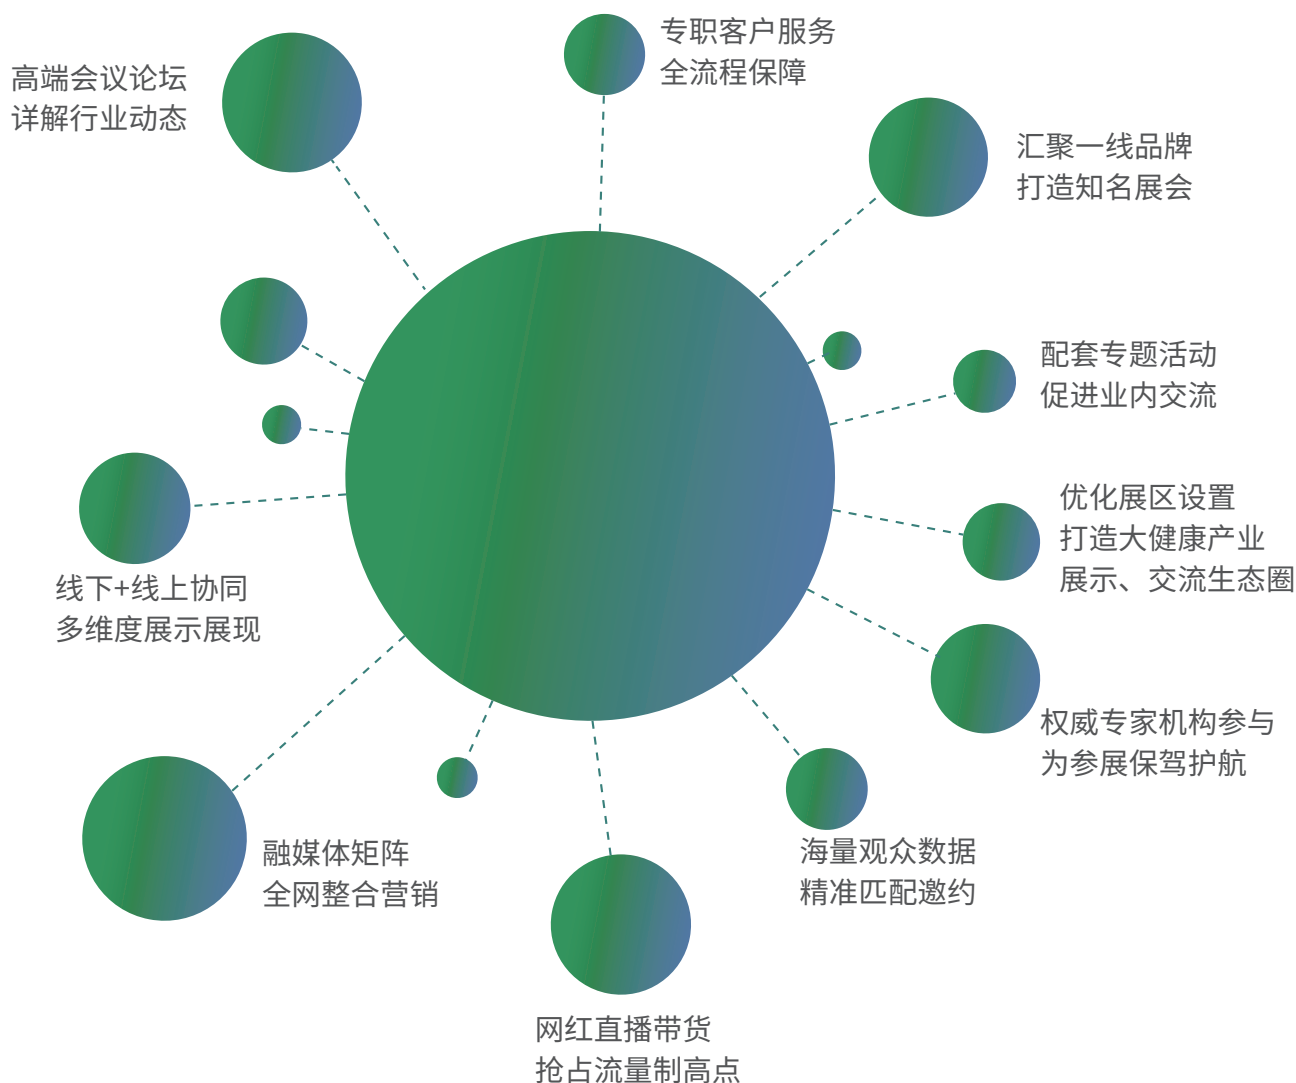 专职客户服务
全流程保障
高端会议论坛
详解行业动态
汇聚一线品牌
打造知名展会
配套专题活动
促进业内交流
优化展区设置
打造大健康产业
展示、交流生态圈
线下+线上协同
多维度展示展现
权威专家机构参与
为参展保驾护航
融媒体矩阵
全网整合营销
海量观众数据
精准匹配邀约
网红直播带货
抢占流量制高点